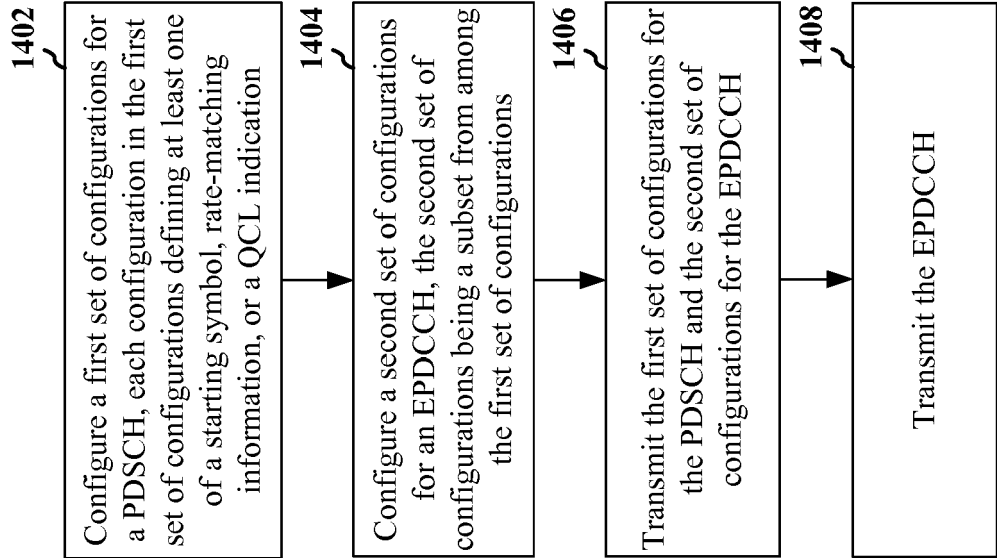 1402
Configure a first set of configurations for
a PDSCH, each configuration in the first
set of configurations defining at least one
of a starting symbol, rate-matching
information, or a QCL indication
1404
Configure a second set of configurations
for an EPDCCH, the second set of
configurations being a subset from among
the first set of configurations
1406
Transmit the first set of configurations for
the PDSCH and the second set of
configurations for the EPDCCH
1408
Transmit the EPDCCH